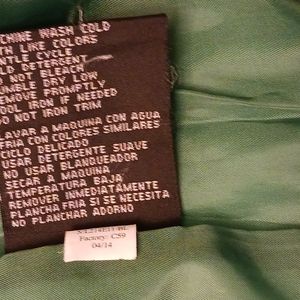 CHINE WASH COLD
TH LIKE COLORS
NTLE CYCLE
LD DETERGENT
O NOT BLEACH
UMBLE DRY LOW
REMOVE PROMPTLY
OOL IRON IF NEEDED
DO NOT IRON TRIM
LAVAR A MAQUINA CON AGUA
FRIA CON COLORES SIMILARES
CICLO DELICADO
USAR DETERGENTE SUAVE
NO USAR BLANQUEADOR
SECAR A MAQUINA
A TEMPERATURA BAJA
REMOVER INMEDIATAMENTE
PLANCHA FRIA SI SE NECESITA
NO PLANCHAR ADORNO
Factory: C59
04/14